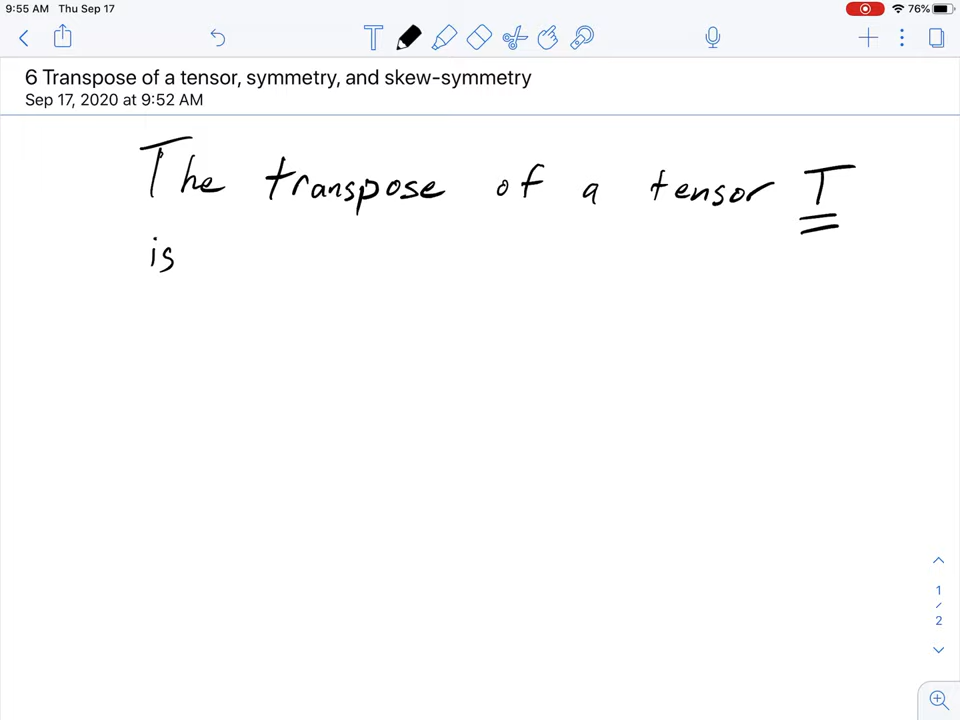 9:55 AM Thu Sep 17 76%
T
6 Transpose of a tensor, symmetry, and skew-symmetry
Sep 17, 2020 at 9:52 AM
The transpose of a tensor T
is
1
/
2